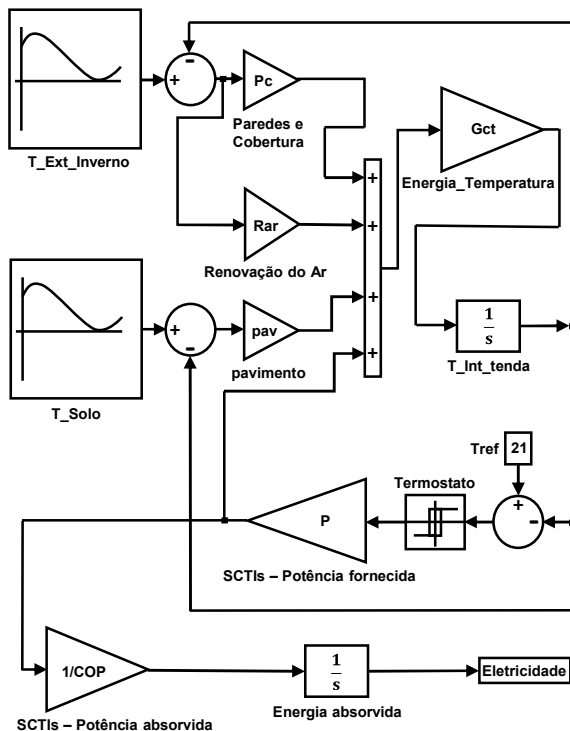 -
+
Pc
Paredes e
Cobertura
T_Ext_Inverno
Gct
Energia_Temperatura
+
Rar
+
Renovação do Ar
+
-
pav
+
pavimento
T_Solo
+
1
s
T_Int_tenda
Tref
21
Termostato
+
-
P
SCTIs – Potência fornecida
1/COP
SCTIs – Potência absorvida
1
s
Energia absorvida
Eletricidade